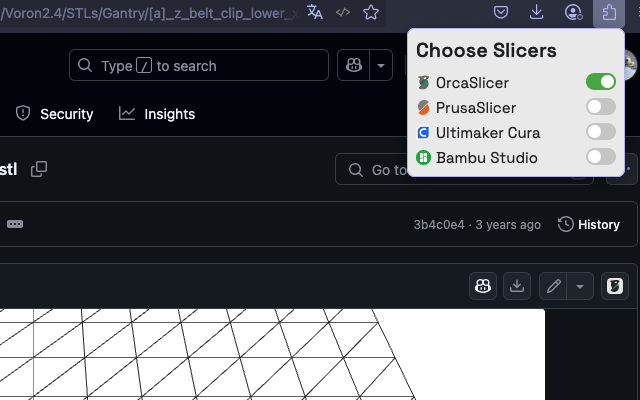 /Voron2.4/STLs/Gantry/[a]_z_belt_clip_lower_x
Choose Slicers
Type / to search
OrcaSlicer
PrusaSlicer
Ultimaker Cura
Bambu Studio
Security
Insights
stl
Go to
3b4c0e4 · 3 years ago
History